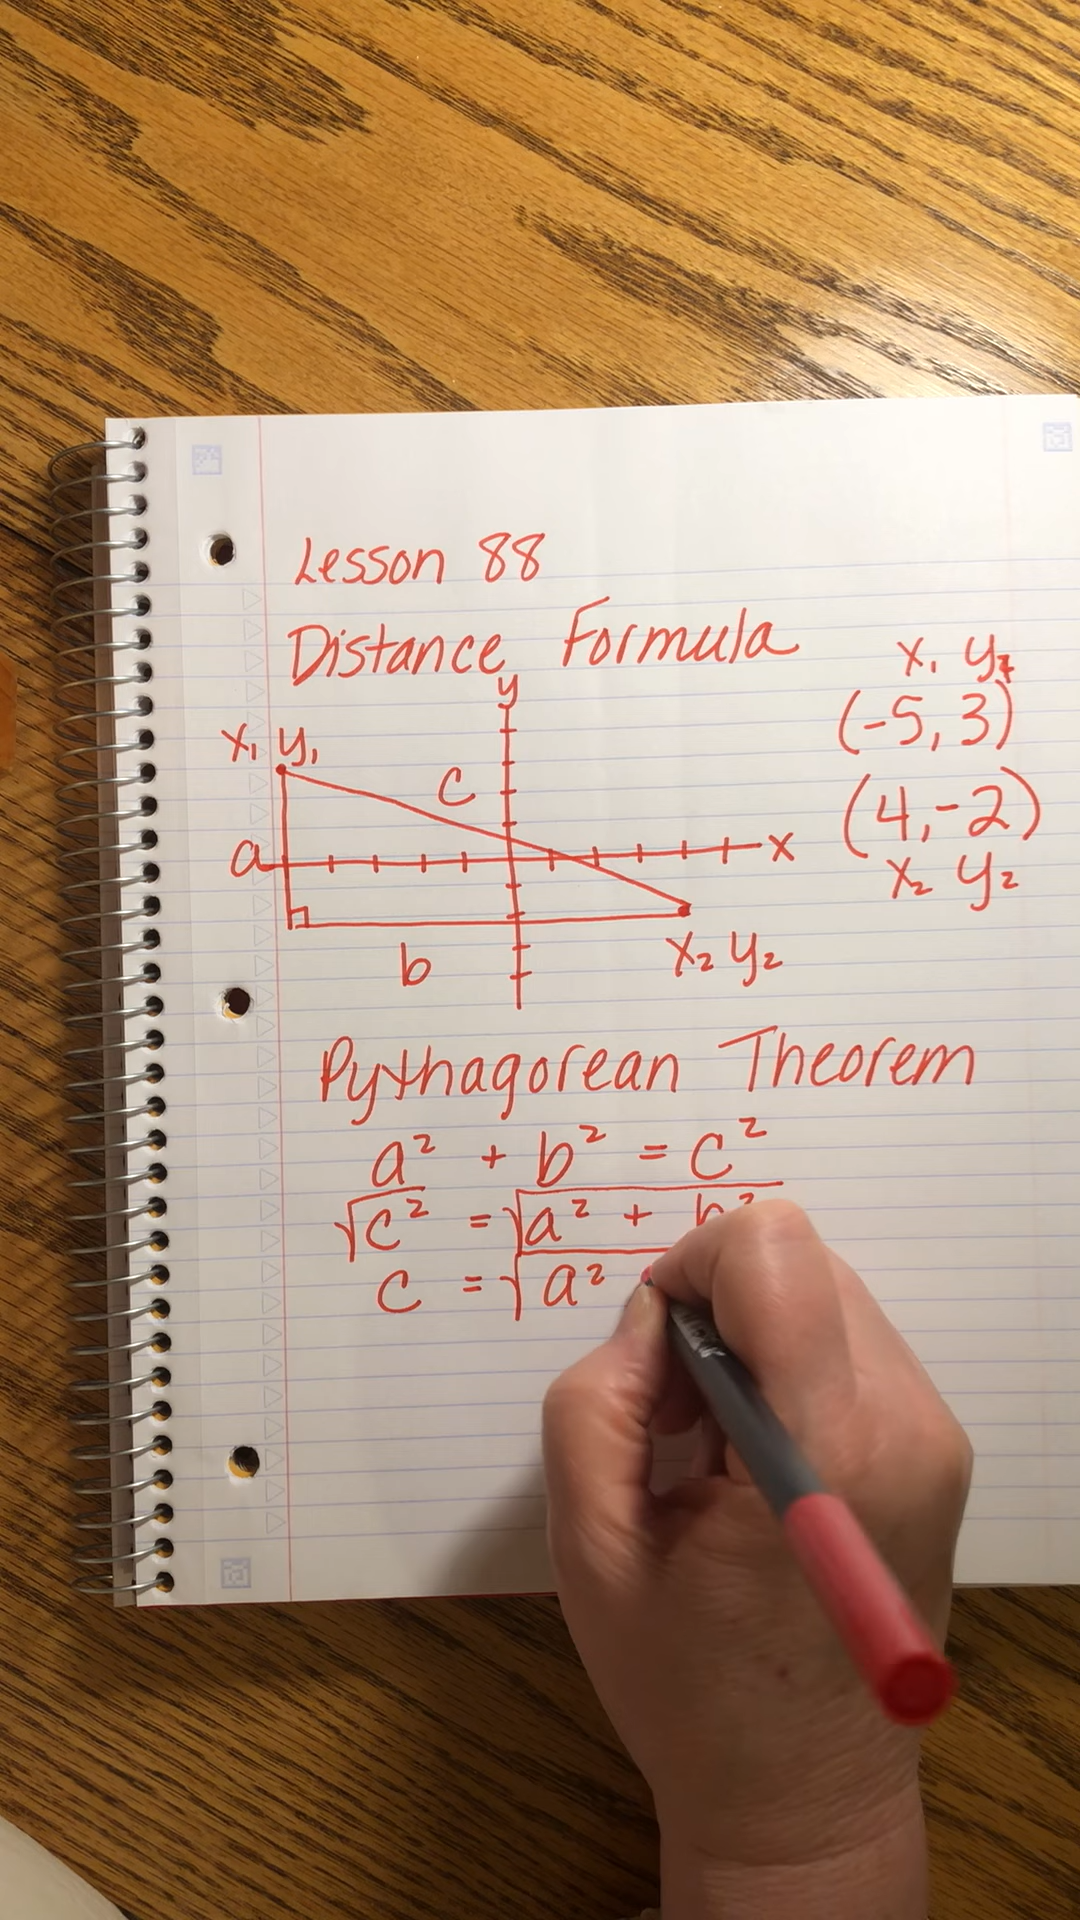 Lesson 88
Distance Formula
y
x₁ y₁
c
a
x
b
x₂ y₂
x₁ y₁
(-5, 3)
(4, -2)
x₂ y₂
Pythagorean Theorem
a² + b² = c²
√c² = √a² + b²
c = √a²